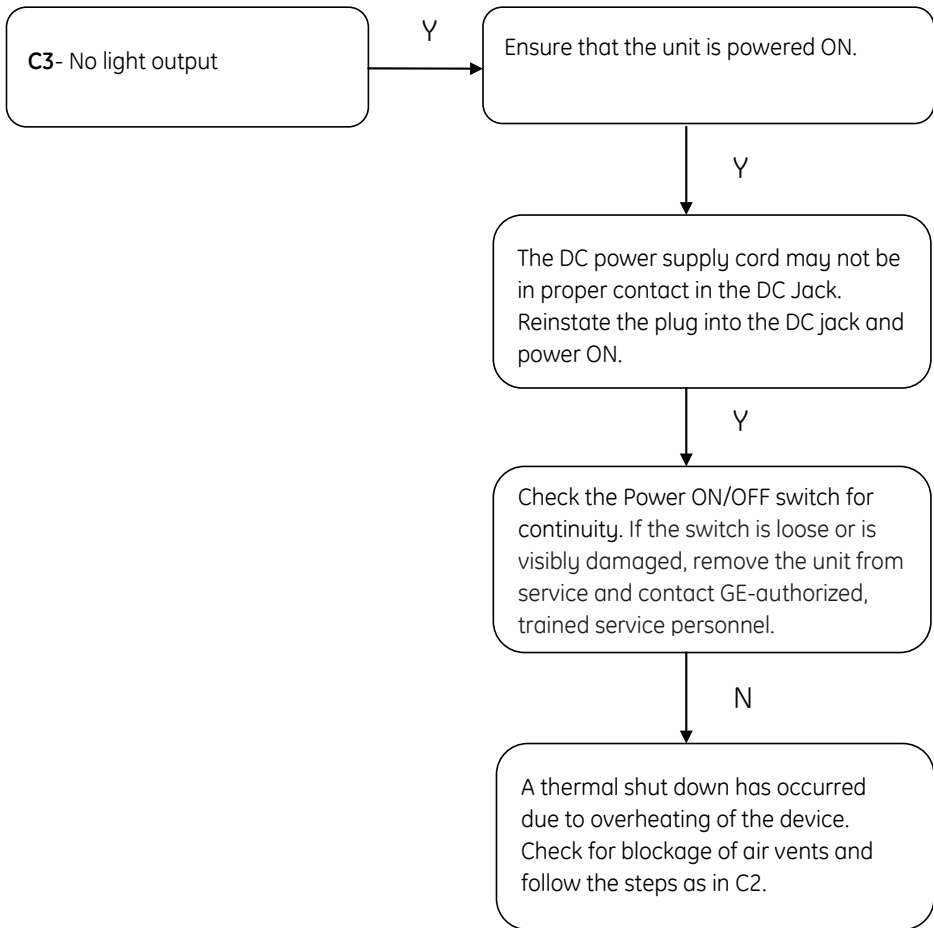 C3- No light output
Y
Ensure that the unit is powered ON.
Y
The DC power supply cord may not be
in proper contact in the DC Jack.
Reinstate the plug into the DC jack and
power ON.
Y
Check the Power ON/OFF switch for
continuity. If the switch is loose or is
visibly damaged, remove the unit from
service and contact GE-authorized,
trained service personnel.
N
A thermal shut down has occurred
due to overheating of the device.
Check for blockage of air vents and
follow the steps as in C2.